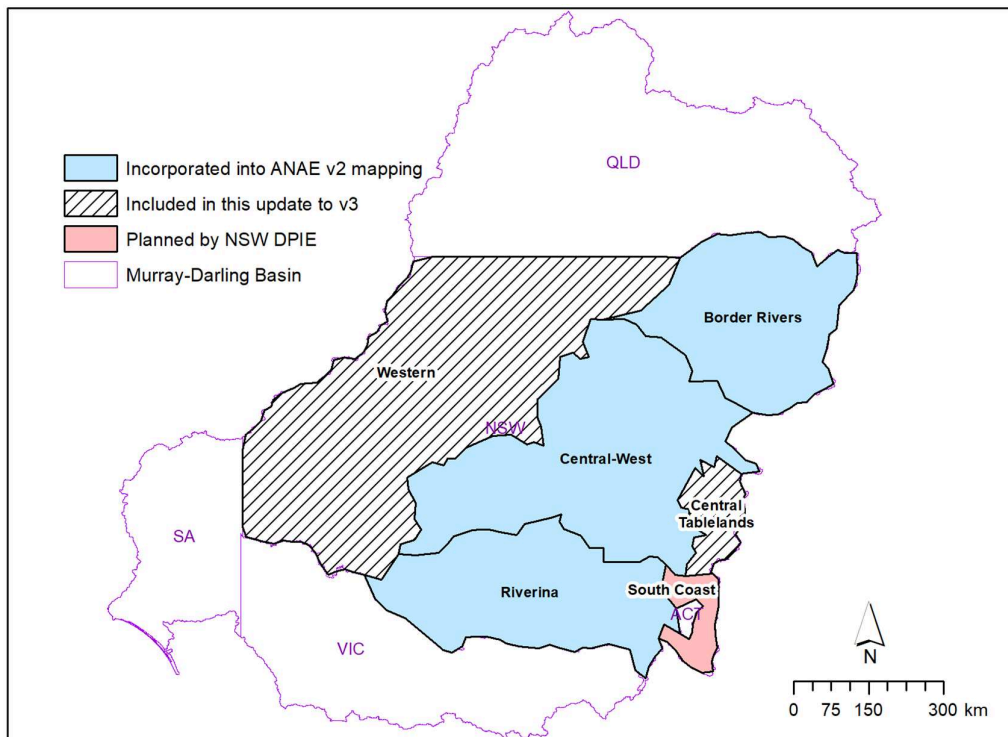 QLD
Incorporated into ANAE v2 mapping
Included in this update to v3
Planned by NSW DPIE
Murray-Darling Basin
Border Rivers
Western
NSW
Central-West
Central
Tablelands
SA
Riverina
South Coast
ACT
VIC
N
0 75 150 300 km